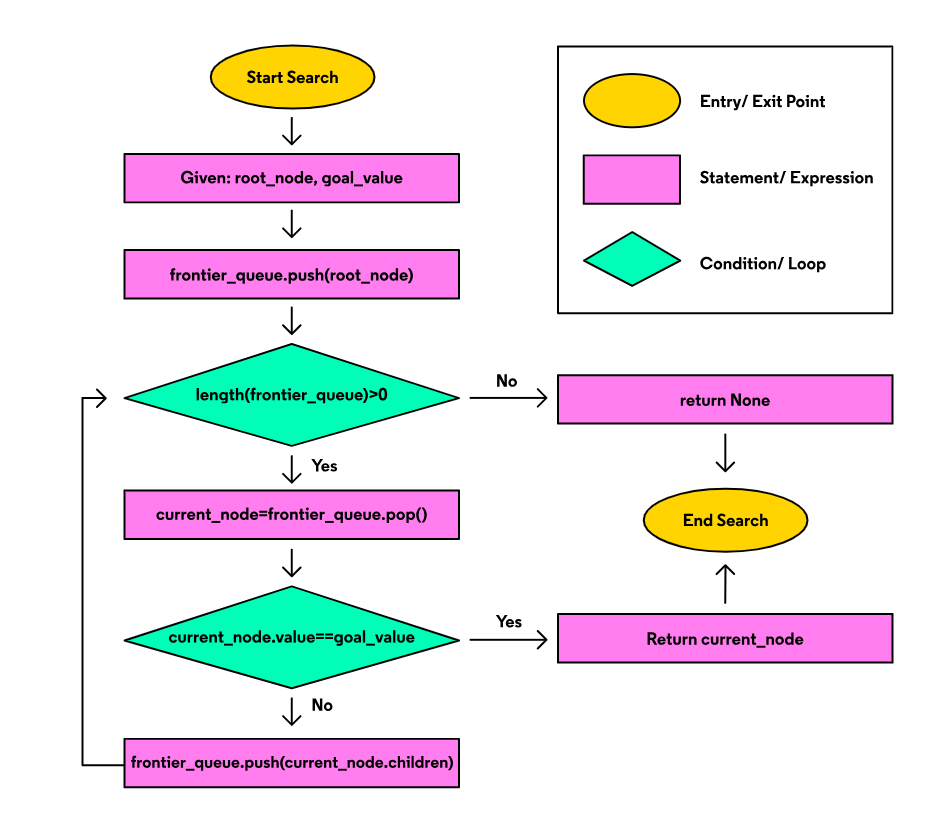 Start Search
Given: root_node, goal_value
frontier_queue.push(root_node)
length(frontier_queue)>0
No
return None
Yes
current_node=frontier_queue.pop()
End Search
current_node.value==goal_value
Yes
Return current_node
No
frontier_queue.push(current_node.children)
Entry/ Exit Point
Statement/ Expression
Condition/ Loop